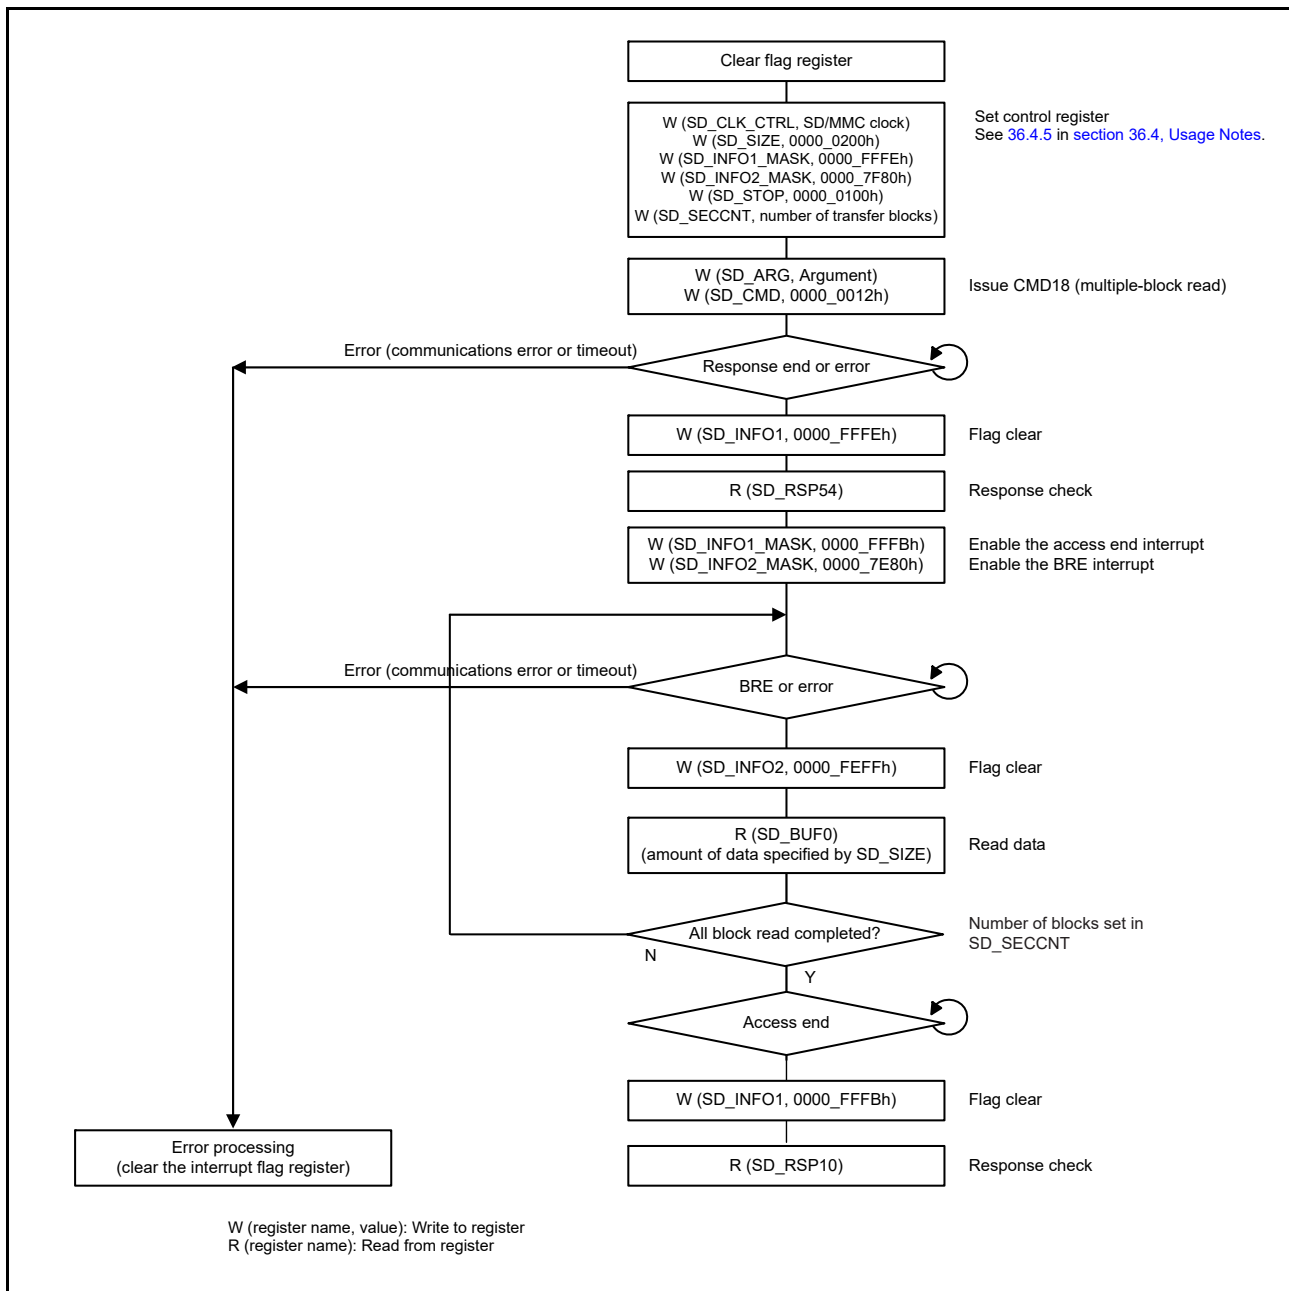 Clear flag register
W (SD_CLK_CTRL, SD/MMC clock)
W (SD_SIZE, 0000_0200h)
W (SD_INFO1_MASK, 0000_FFFEh)
W (SD_INFO2_MASK, 0000_7F80h)
W (SD_STOP, 0000_0100h)
W (SD_SECCNT, number of transfer blocks)
Set control register
See 36.4.5 in section 36.4, Usage Notes.
W (SD_ARG, Argument)
W (SD_CMD, 0000_0012h)
Issue CMD18 (multiple-block read)
Error (communications error or timeout)
Response end or error
W (SD_INFO1, 0000_FFFEh)
Flag clear
R (SD_RSP54)
Response check
W (SD_INFO1_MASK, 0000_FFFBh)
W (SD_INFO2_MASK, 0000_7E80h)
Enable the access end interrupt
Enable the BRE interrupt
Error (communications error or timeout)
BRE or error
W (SD_INFO2, 0000_FEFFh)
Flag clear
R (SD_BUF0)
(amount of data specified by SD_SIZE)
Read data
All block read completed?
Number of blocks set in
SD_SECCNT
N
Y
Access end
W (SD_INFO1, 0000_FFFBh)
Flag clear
Error processing
(clear the interrupt flag register)
R (SD_RSP10)
Response check
W (register name, value): Write to register
R (register name): Read from register